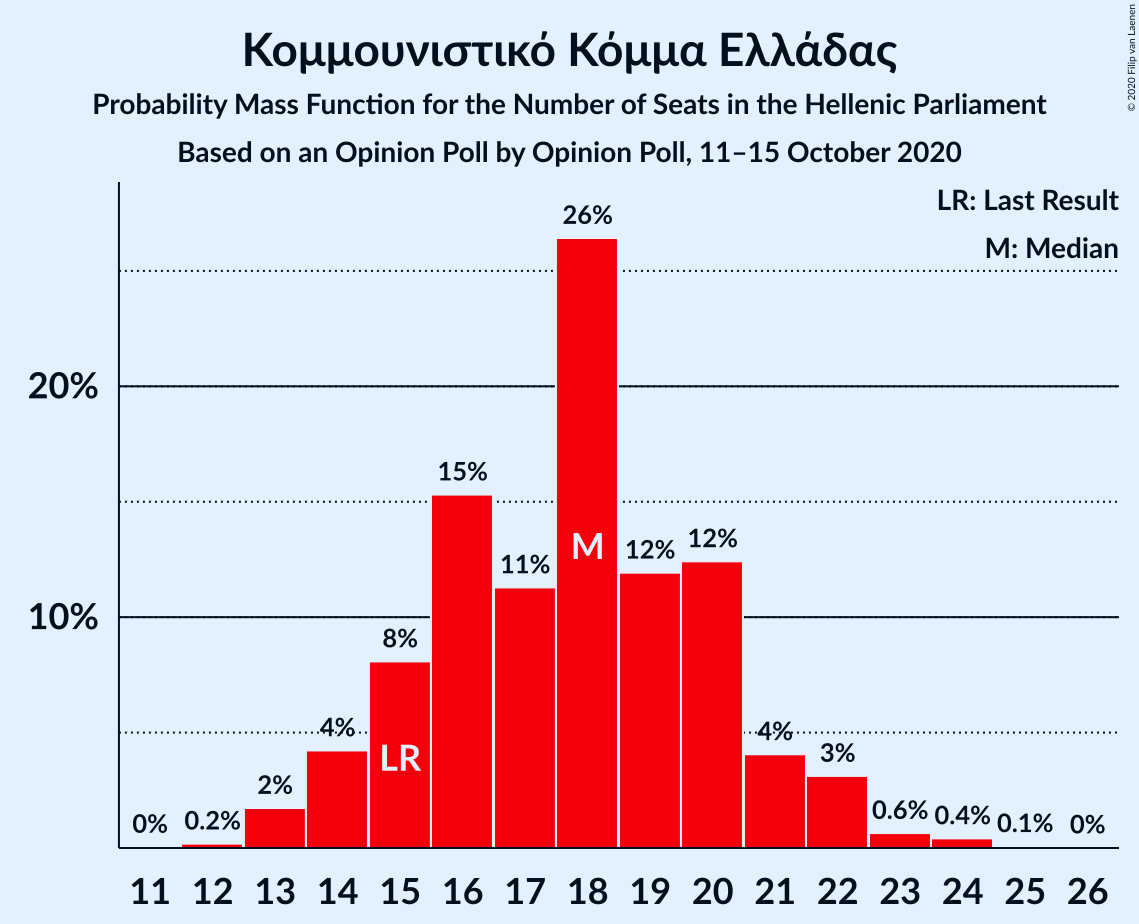 Κομμουνιστικό Κόμμα Ελλάδας
Probability Mass Function for the Number of Seats in the Hellenic Parliament
Based on an Opinion Poll by Opinion Poll, 11–15 October 2020
© 2020 Filip van Laenen
LR: Last Result
M: Median
20%
10%
0%
0.2%
2%
4%
8%
15%
11%
26%
12%
12%
4%
3%
0.6%
0.4%
0.1%
0%
LR
M
11 12 13 14 15 16 17 18 19 20 21 22 23 24 25 26